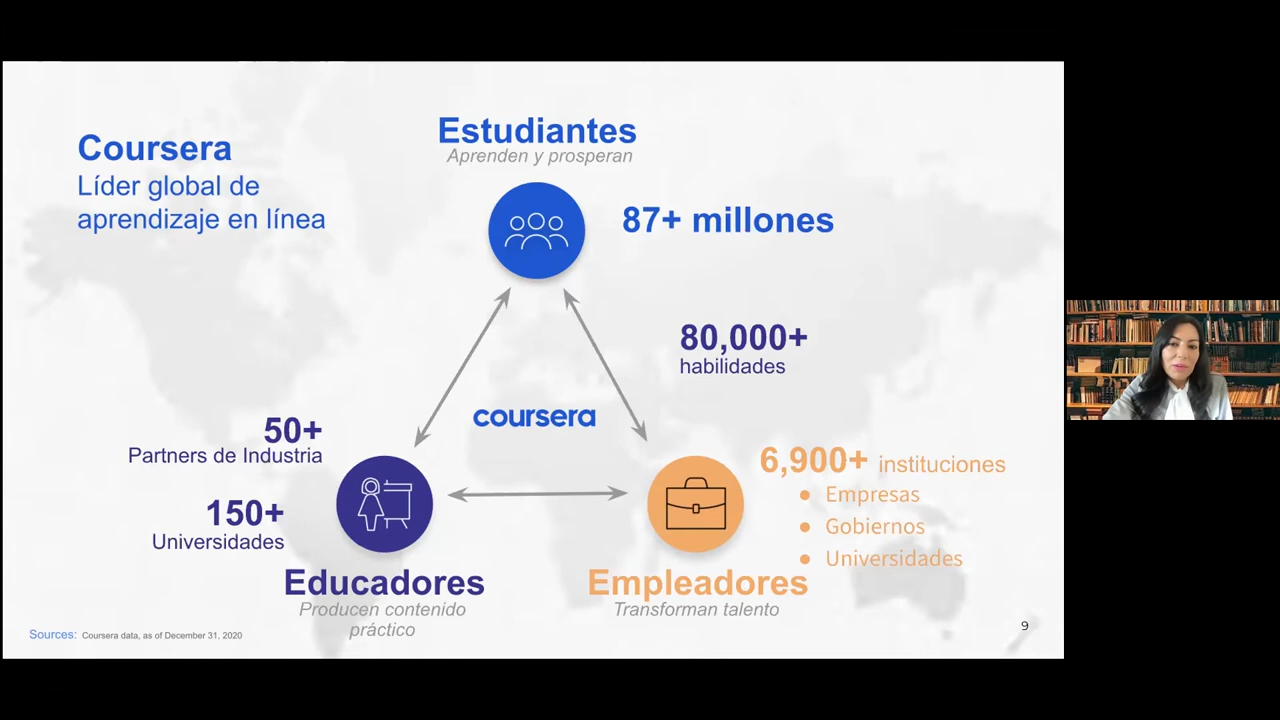 Coursera
Líder global de
aprendizaje en línea
Estudiantes
Aprenden y prosperan
87+ millones
80,000+
habilidades
coursera
50+
Partners de Industria
150+
Universidades
Educadores
Producen contenido
práctico
6,900+ instituciones
● Empresas
● Gobiernos
● Universidades
Empleadores
Transforman talento
Sources: Coursera data, as of December 31, 2020
9